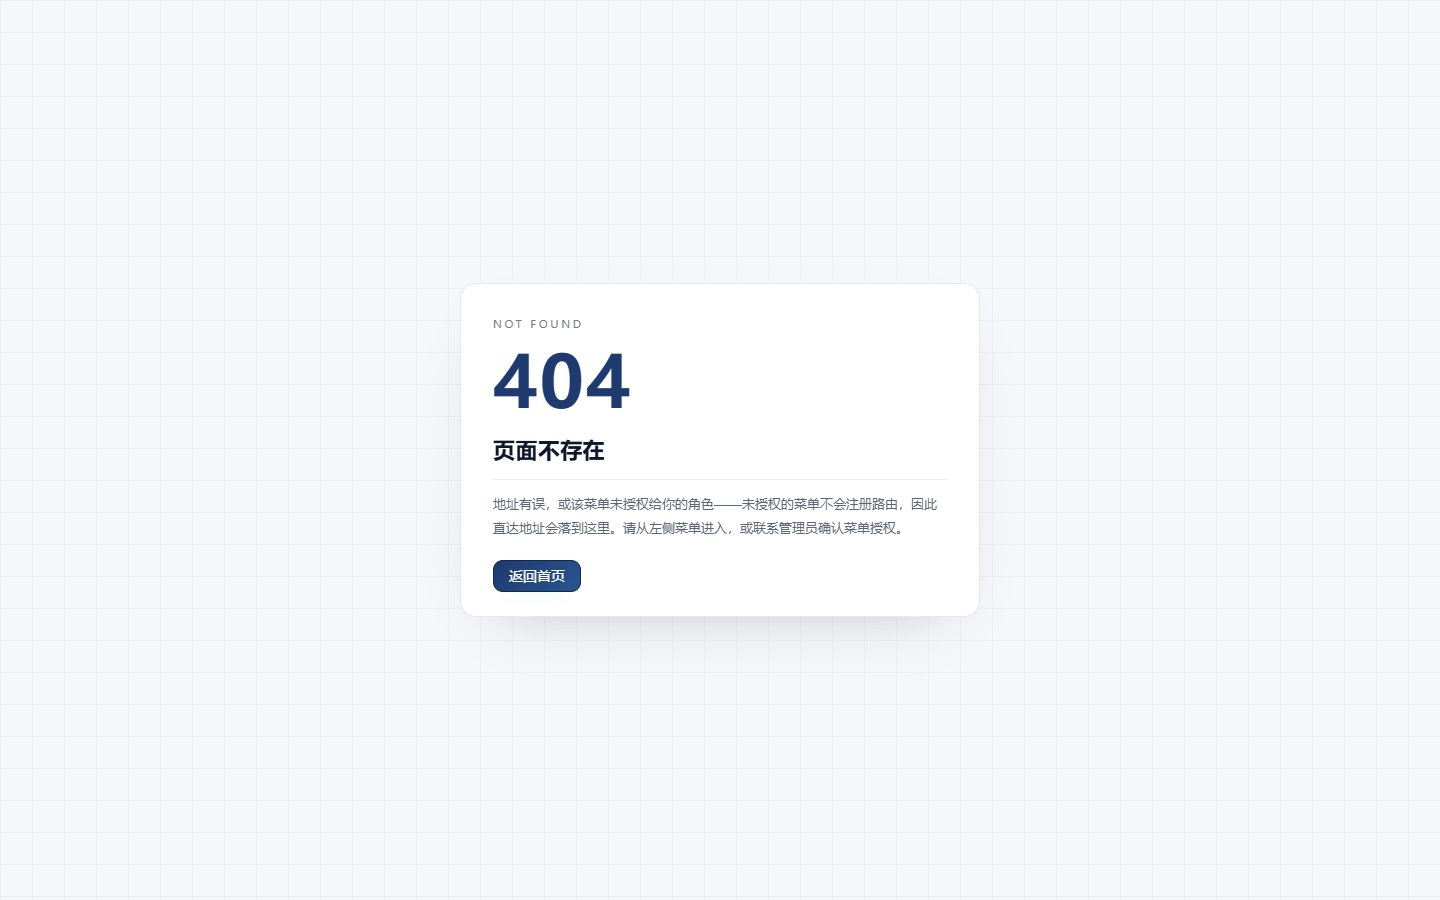 NOT FOUND
404
页面不存在
地址有误，或该菜单未授权给你的角色——未授权的菜单不会注册路由，因此
直达地址会落到这里。请从左侧菜单进入，或联系管理员确认菜单授权。
返回首页